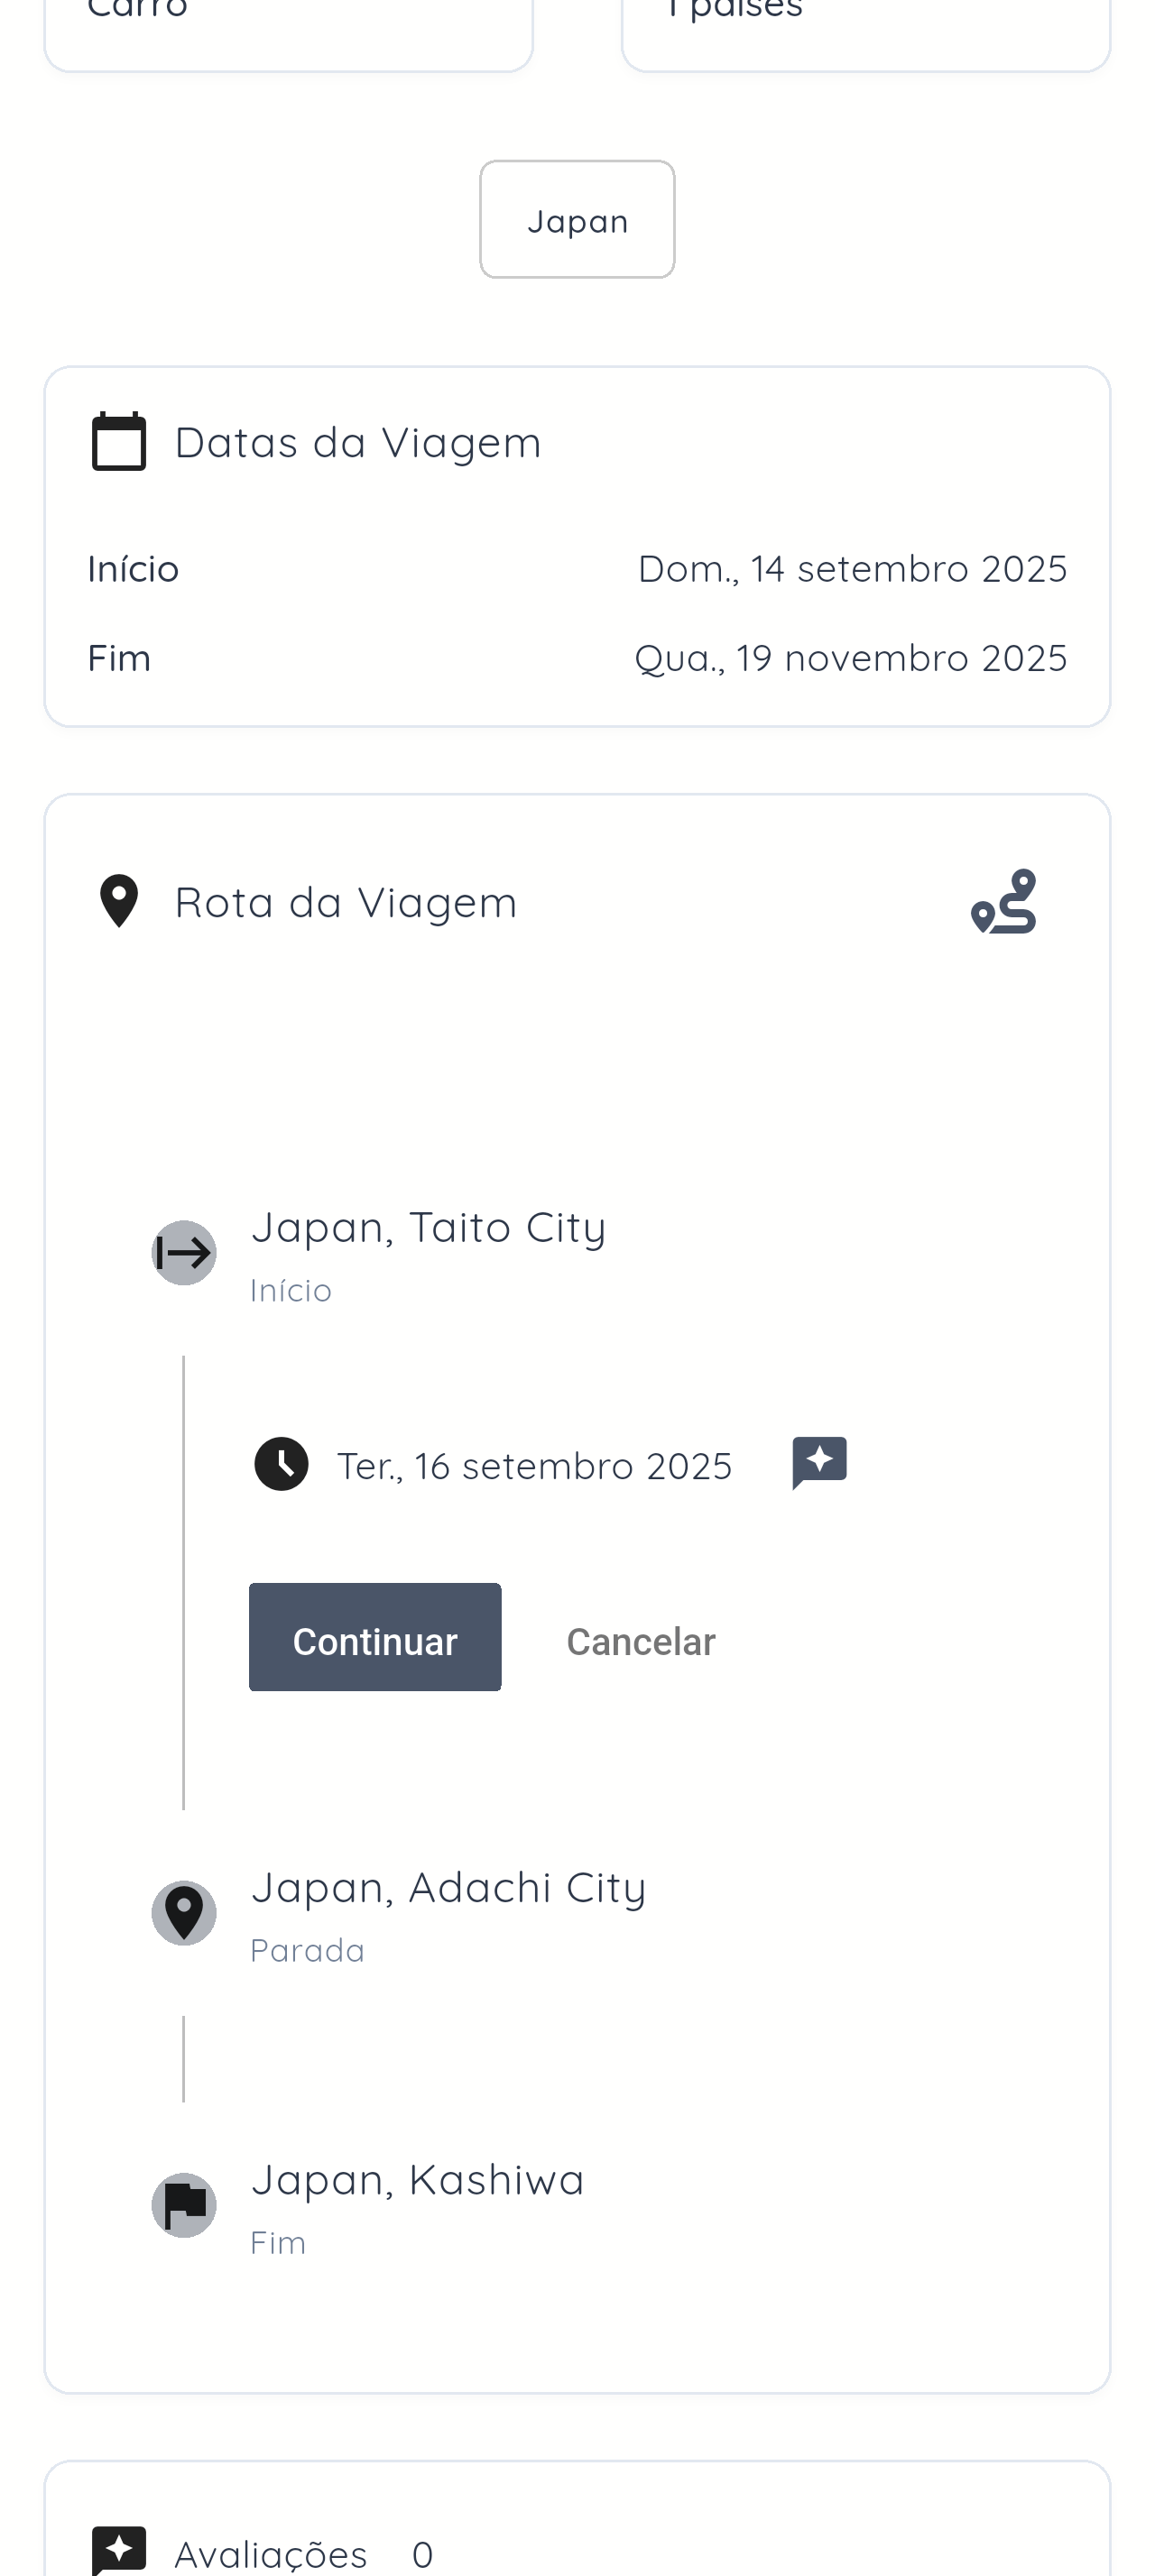 Carro
1 países
Japan
Datas da Viagem
Início
Dom., 14 setembro 2025
Fim
Qua., 19 novembro 2025
Rota da Viagem
Japan, Taito City
Início
Ter., 16 setembro 2025
Continuar
Cancelar
Japan, Adachi City
Parada
Japan, Kashiwa
Fim
Avaliações 0